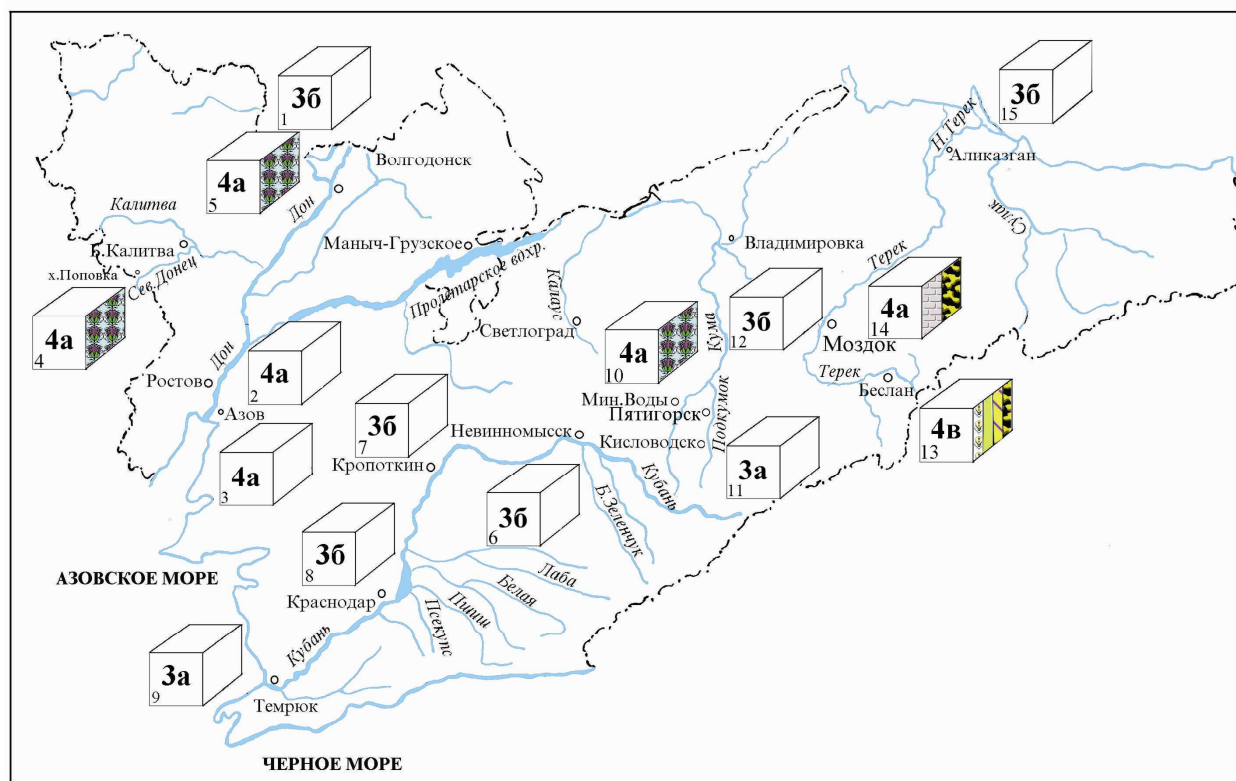 3б
1
3б
15
Н.Терек
Аликазган
Волгодонск
4а
5
Дон
Калитва
Б.Калитва
Сев.Донец
х.Поповка
Маныч-Грузское
Пролетарское вдхр.
Владимировка
Терек
Сулак
Калаус
Светлоград
4а
4
4а
10
Кума
3б
12
4а
14
Моздок
Терек
Беслан
Дон
Ростов
Азов
4а
2
3б
7
Мин.Воды
Пятигорск
Кисловодск
Подкумок
4в
13
Невинномысск
Кропоткин
4а
3
3а
11
Кубань
Б.Зеленчук
3б
6
3б
8
АЗОВСКОЕ МОРЕ
Краснодар
Лаба
Белая
Пшиш
Псекупс
Кубань
3а
9
Темрюк
ЧЕРНОЕ МОРЕ